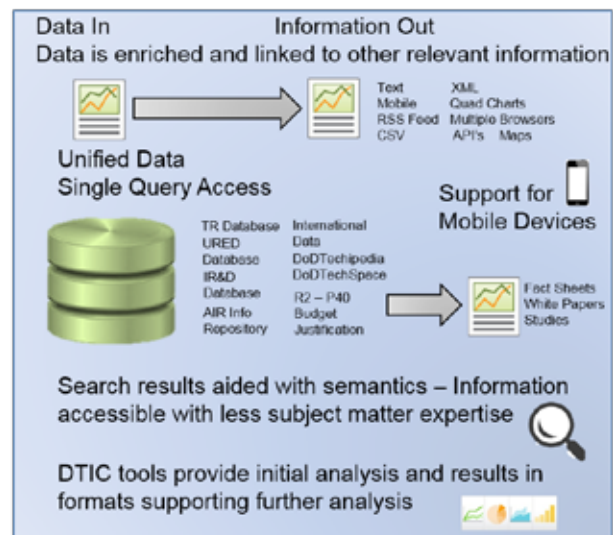 Data In Information Out
Data is enriched and linked to other relevant information
Text XML
Mobile Quad Charts
RSS Feed Multiple Browsers
CSV API's Maps
Unified Data
Single Query Access
Support for
Mobile Devices
TR Database International
URED Data
Database DoDTechipedia
IR&D DoDTechSpace
Database R2 – P40
AIR Info Budget
Repository Justification
Fact Sheets
White Papers
Studies
Search results aided with semantics – Information
accessible with less subject matter expertise
DTIC tools provide initial analysis and results in
formats supporting further analysis